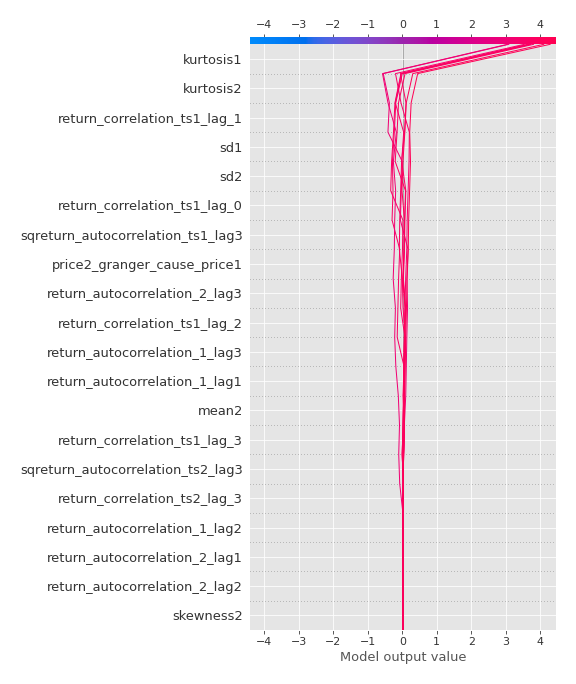 −4 −3 −2 −1 0 1 2 3 4
kurtosis1
kurtosis2
return_correlation_ts1_lag_1
sd1
sd2
return_correlation_ts1_lag_0
sqreturn_autocorrelation_ts1_lag3
price2_granger_cause_price1
return_autocorrelation_2_lag3
return_correlation_ts1_lag_2
return_autocorrelation_1_lag3
return_autocorrelation_1_lag1
mean2
return_correlation_ts1_lag_3
sqreturn_autocorrelation_ts2_lag3
return_correlation_ts2_lag_3
return_autocorrelation_1_lag2
return_autocorrelation_2_lag1
return_autocorrelation_2_lag2
skewness2
−4 −3 −2 −1 0 1 2 3 4
Model output value